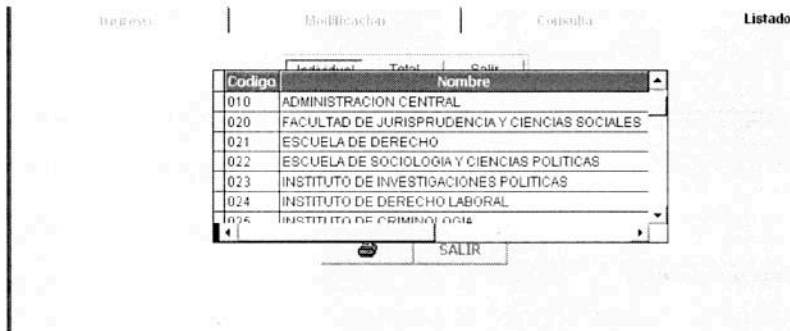 Ingreso Modificacion Consulta Listado
Individual Total Salir
Codigo Nombre
010 ADMINISTRACION CENTRAL
020 FACULTAD DE JURISPRUDENCIA Y CIENCIAS SOCIALES
021 ESCUELA DE DERECHO
022 ESCUELA DE SOCIOLOGIA Y CIENCIAS POLITICAS
023 INSTITUTO DE INVESTIGACIONES POLITICAS
024 INSTITUTO DE DERECHO LABORAL
025 INSTITUTO DE CRIMINOLOGIA
SALIR